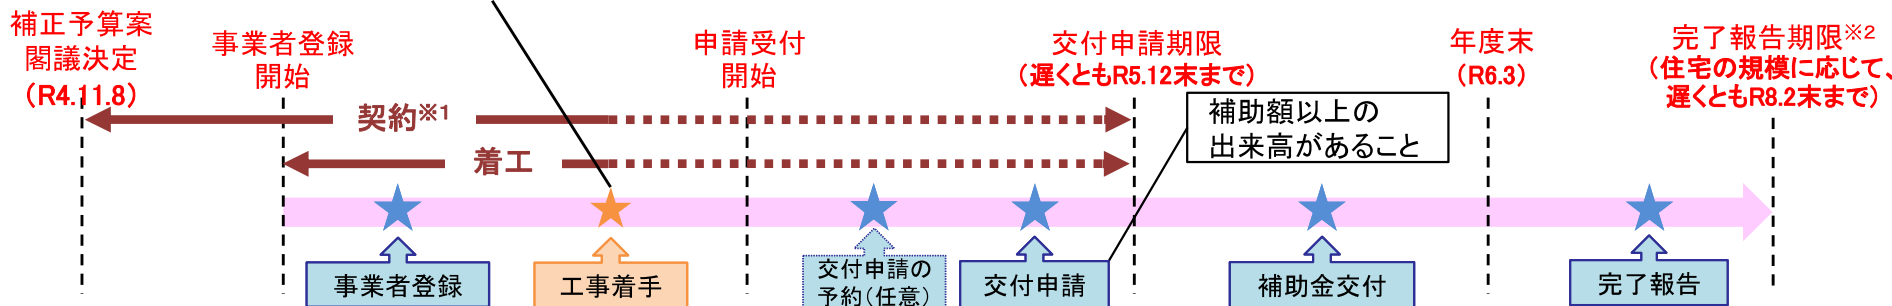 補正予算案
閣議決定
（R4.11.8）
事業者登録
開始
申請受付
開始
交付申請期限
（遅くともR5.12末まで）
年度末
（R6.3）
完了報告期限※2
（住宅の規模に応じて、
遅くともR8.2末まで）
契約※1
補助額以上の
出来高があること
着工
事業者登録
工事着手
交付申請の
予約（任意）
交付申請
補助金交付
完了報告